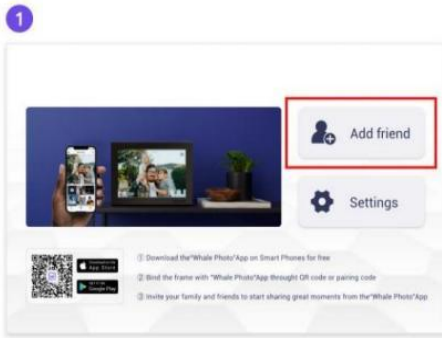 1
Add friend
Settings
App Store
Google Play
① Download the"Whale Photo"App on Smart Phones for free
② Bind the frame with "Whale Photo"App throught QR code or pairing code
③ Invite your family and friends to start sharing great moments from the"Whale Photo"App